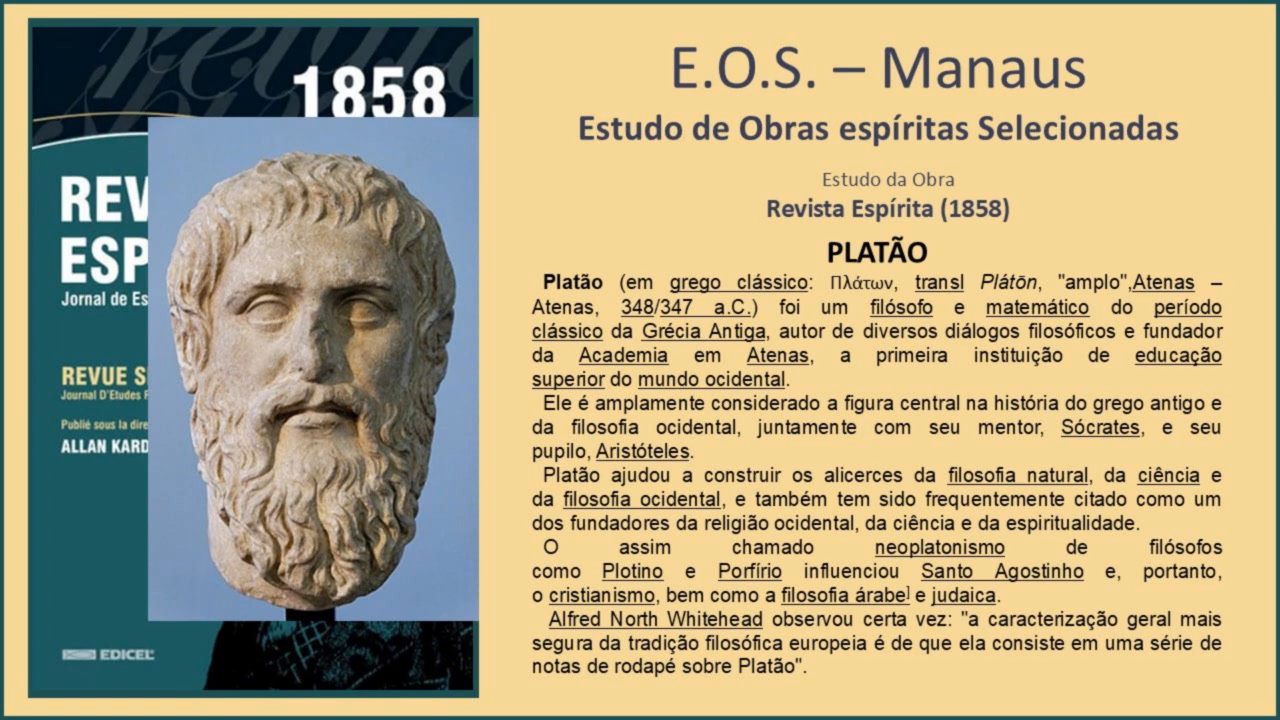 1858
REV
ESP
Jornal de Es
REVUE S
Journal D'Etudes P
Publié sous la dire
ALLAN KARD
EDICEL
E.O.S. – Manaus
Estudo de Obras espíritas Selecionadas
Estudo da Obra
Revista Espírita (1858)
PLATÃO
Platão (em grego clássico: Πλάτων, transl Plátōn, "amplo",Atenas –
Atenas, 348/347 a.C.) foi um filósofo e matemático do período
clássico da Grécia Antiga, autor de diversos diálogos filosóficos e fundador
da Academia em Atenas, a primeira instituição de educação
superior do mundo ocidental.
Ele é amplamente considerado a figura central na história do grego antigo e
da filosofia ocidental, juntamente com seu mentor, Sócrates, e seu
pupilo, Aristóteles.
Platão ajudou a construir os alicerces da filosofia natural, da ciência e
da filosofia ocidental, e também tem sido frequentemente citado como um
dos fundadores da religião ocidental, da ciência e da espiritualidade.
O assim chamado neoplatonismo de filósofos
como Plotino e Porfírio influenciou Santo Agostinho e, portanto,
o cristianismo, bem como a filosofia árabe] e judaica.
Alfred North Whitehead observou certa vez: "a caracterização geral mais
segura da tradição filosófica europeia é de que ela consiste em uma série de
notas de rodapé sobre Platão".